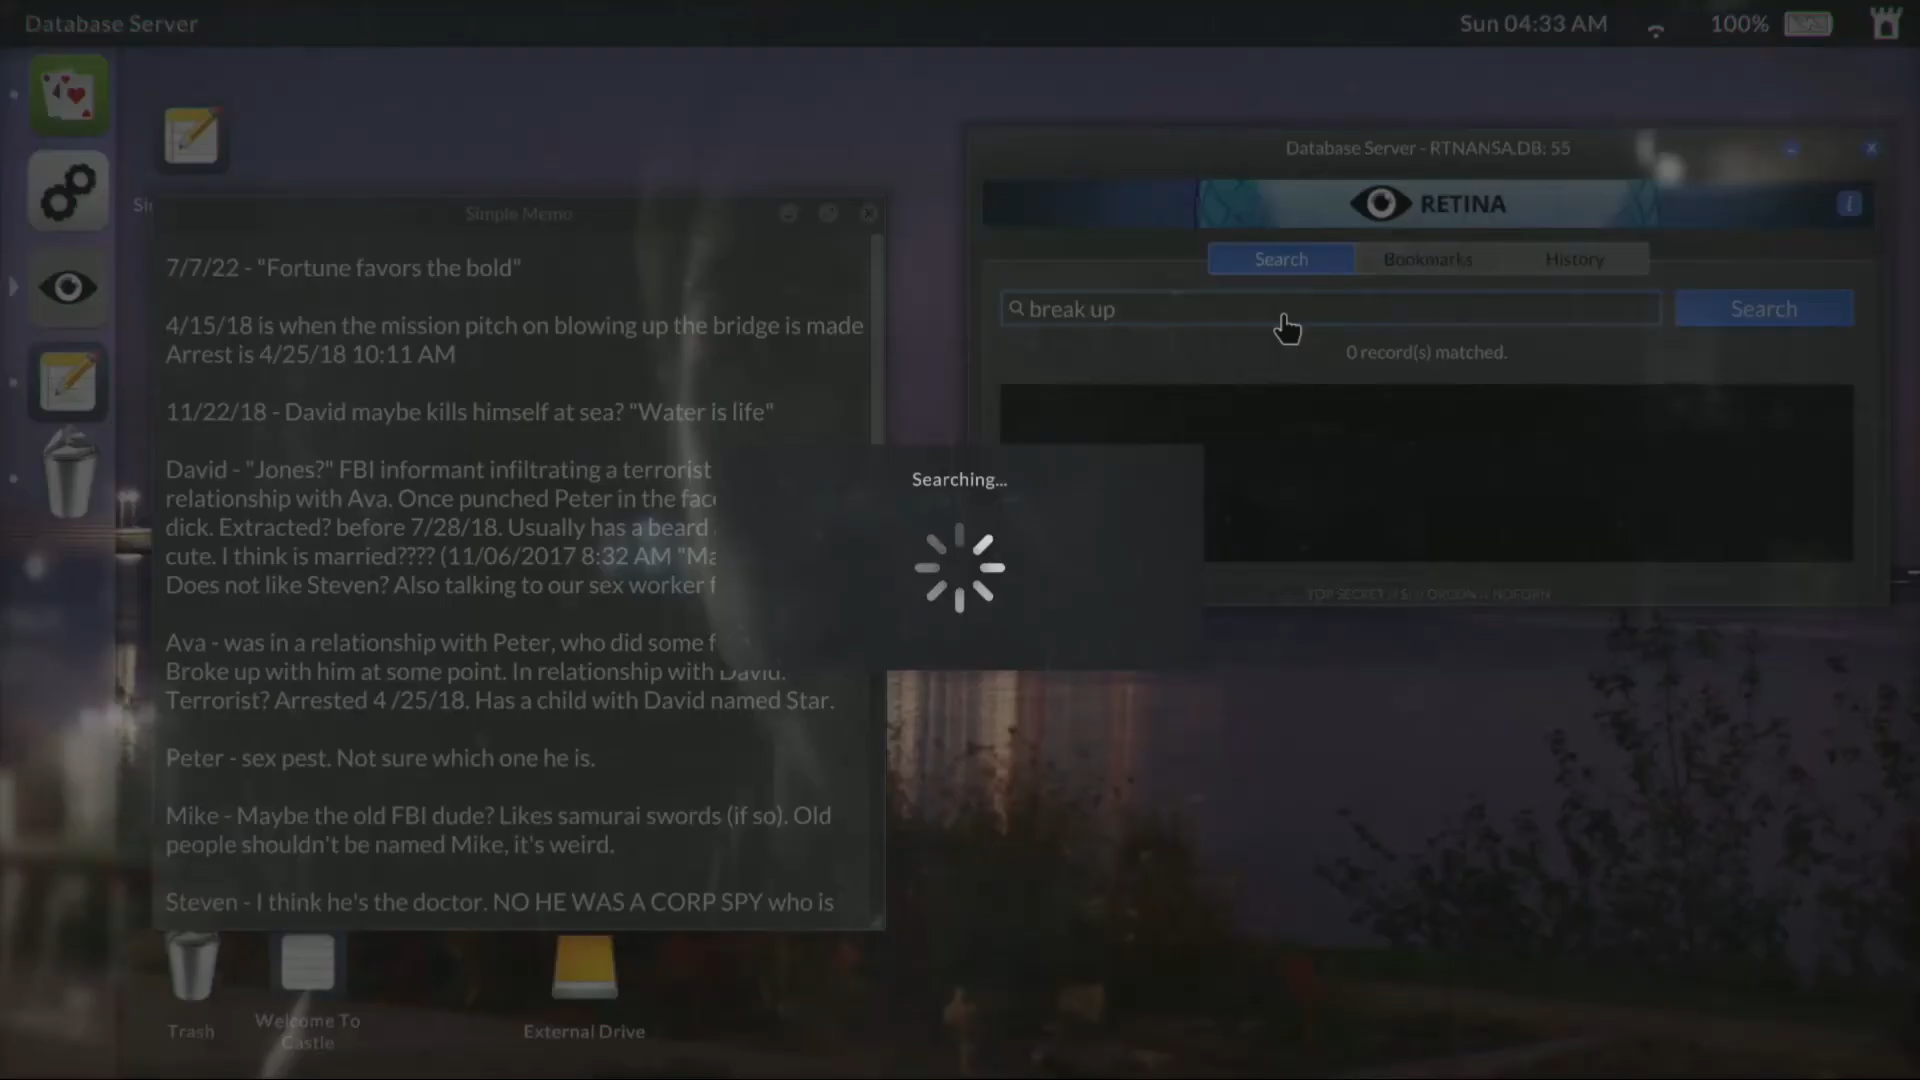 Database Server
Sun 04:33 AM
100%
Database Server - RTNANSA.DB: 55
RETINA
i
Search
Bookmarks
History
break up
Search
0 record(s) matched.
Simple Memo
7/7/22 - "Fortune favors the bold"
4/15/18 is when the mission pitch on blowing up the bridge is made
Arrest is 4/25/18 10:11 AM
11/22/18 - David maybe kills himself at sea? "Water is life"
David - "Jones?" FBI informant infiltrating a terrorist
relationship with Ava. Once punched Peter in the
dick. Extracted? before 7/28/18. Usually has a beard
cute. I think is married???? (11/06/2017 8:32 AM
Does not like Steven? Also talking to our sex worker
Ava - was in a relationship with Peter, who did some
Broke up with him at some point. In relationship with David.
Terrorist? Arrested 4 /25/18. Has a child with David named Star.
Peter - sex pest. Not sure which one he is.
Mike - Maybe the old FBI dude? Likes samurai swords (if so). Old
people shouldn't be named Mike, it's weird.
Steven - I think he's the doctor. NO HE WAS A CORP SPY who is
Searching...
TOP SECRET // SI // ORCON // NOFORN
Trash
Welcome To
Castle
External Drive